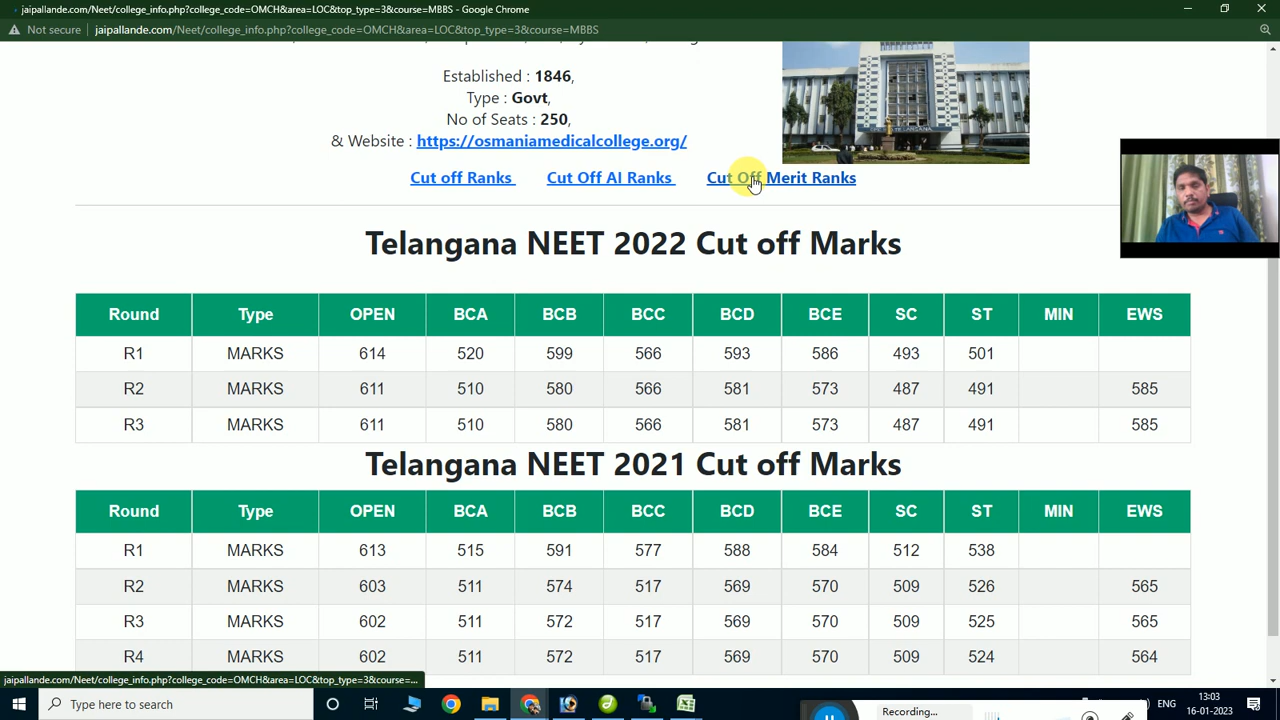 jaipallande.com/Neet/college_info.php?college_code=OMCH&area=LOC&top_type=3&course=MBBS - Google Chrome
Not secure | jaipallande.com/Neet/college_info.php?college_code=OMCH&area=LOC&top_type=3&course=MBBS
Established : 1846,
Type : Govt,
No of Seats : 250,
& Website : https://osmaniamedicalcollege.org/
Cut off Ranks Cut Off AI Ranks Cut Off Merit Ranks
Telangana NEET 2022 Cut off Marks
Round Type OPEN BCA BCB BCC BCD BCE SC ST MIN EWS
R1 MARKS 614 520 599 566 593 586 493 501
R2 MARKS 611 510 580 566 581 573 487 491 585
R3 MARKS 611 510 580 566 581 573 487 491 585
Telangana NEET 2021 Cut off Marks
Round Type OPEN BCA BCB BCC BCD BCE SC ST MIN EWS
R1 MARKS 613 515 591 577 588 584 512 538
R2 MARKS 603 511 574 517 569 570 509 526 565
R3 MARKS 602 511 572 517 569 570 509 525 565
R4 MARKS 602 511 572 517 569 570 509 524 564
jaipallande.com/Neet/college_info.php?college_code=OMCH&area=LOC&top_type=3&course=...
Type here to search
Recording...
ENG
13:03
16-01-2023